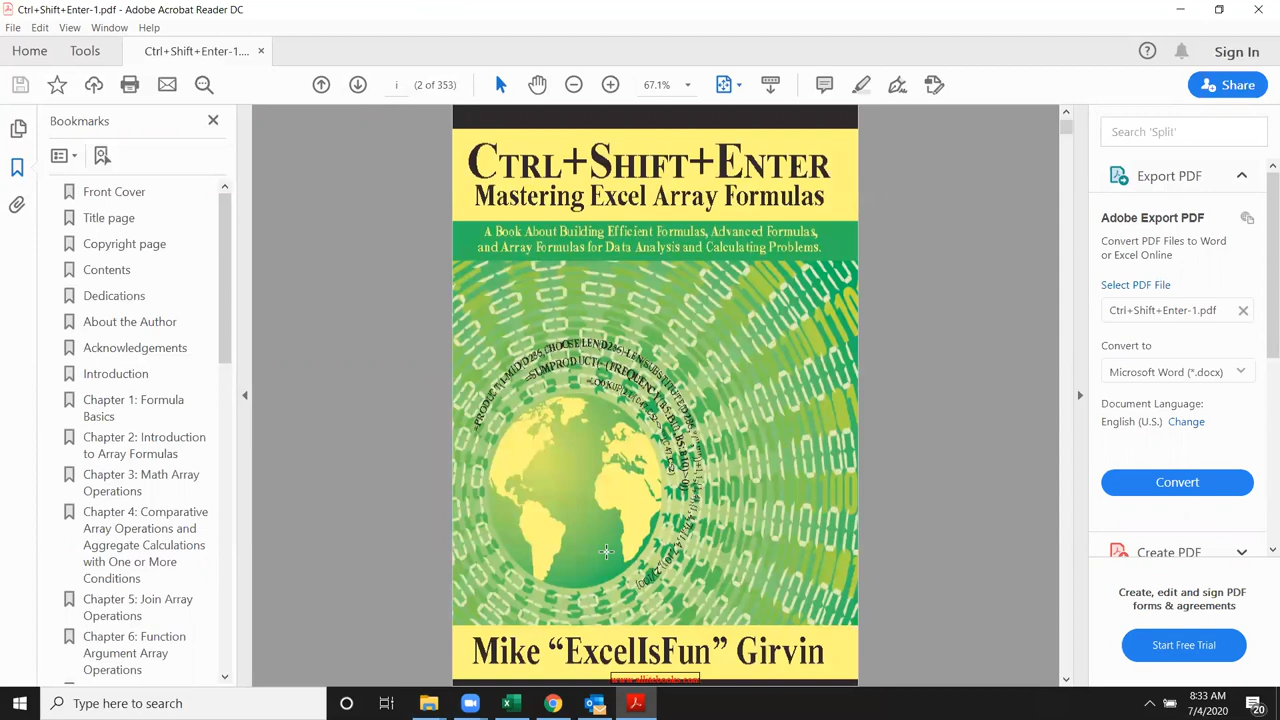 Ctrl+Shift+Enter-1.pdf - Adobe Acrobat Reader DC
File Edit View Window Help
Home Tools Ctrl+Shift+Enter-1.... × Sign In
i (2 of 353) 67.1% Share
Bookmarks
Front Cover
Title page
Copyright page
Contents
Dedications
About the Author
Acknowledgements
Introduction
Chapter 1: Formula
Basics
Chapter 2: Introduction
to Array Formulas
Chapter 3: Math Array
Operations
Chapter 4: Comparative
Array Operations and
Aggregate Calculations
with One or More
Conditions
Chapter 5: Join Array
Operations
Chapter 6: Function
Argument Array
Operations
CTRL+SHIFT+ENTER
Mastering Excel Array Formulas
A Book About Building Efficient Formulas, Advanced Formulas,
and Array Formulas for Data Analysis and Calculating Problems.
Mike “ExcelIsFun” Girvin
www.allitebooks.com
Search 'Split'
Export PDF
Adobe Export PDF
Convert PDF Files to Word
or Excel Online
Select PDF File
Ctrl+Shift+Enter-1.pdf
Convert to
Microsoft Word (*.docx)
Document Language:
English (U.S.) Change
Convert
Create PDF
Create, edit and sign PDF
forms & agreements
Start Free Trial
Type here to search
8:33 AM
7/4/2020
20